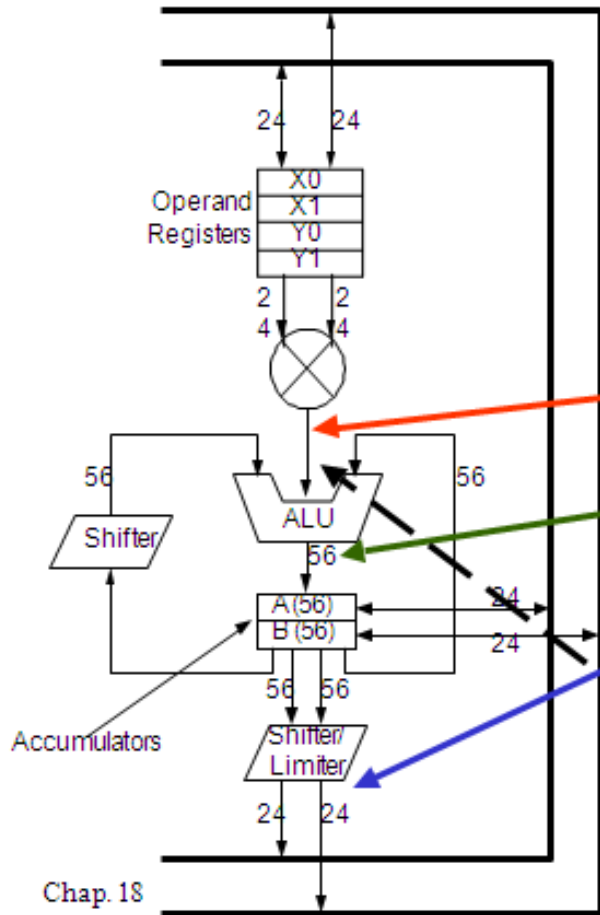 24 24
X0
Operand X1
Registers Y0
Y1
2 2
4 4
56 56
ALU
Shifter
56
24
A (56)
B (56)
24
56 56
Accumulators
Shifter/
Limiter
24 24
Chap. 18